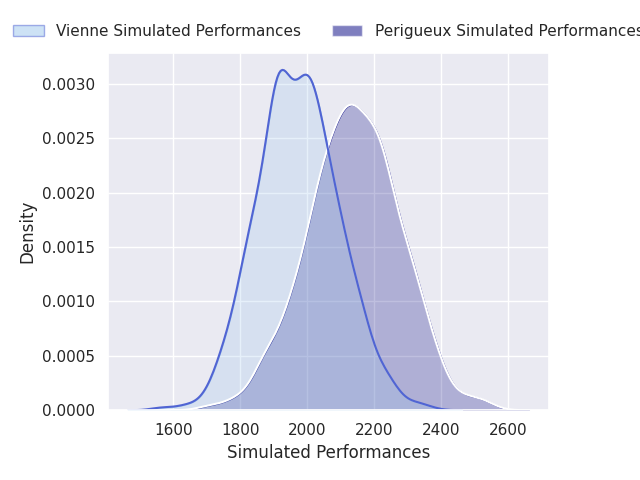 Vienne Simulated Performances
Perigueux Simulated Performances
0.0030
0.0025
0.0020
0.0015
0.0010
0.0005
0.0000
Density
1600 1800 2000 2200 2400 2600
Simulated Performances